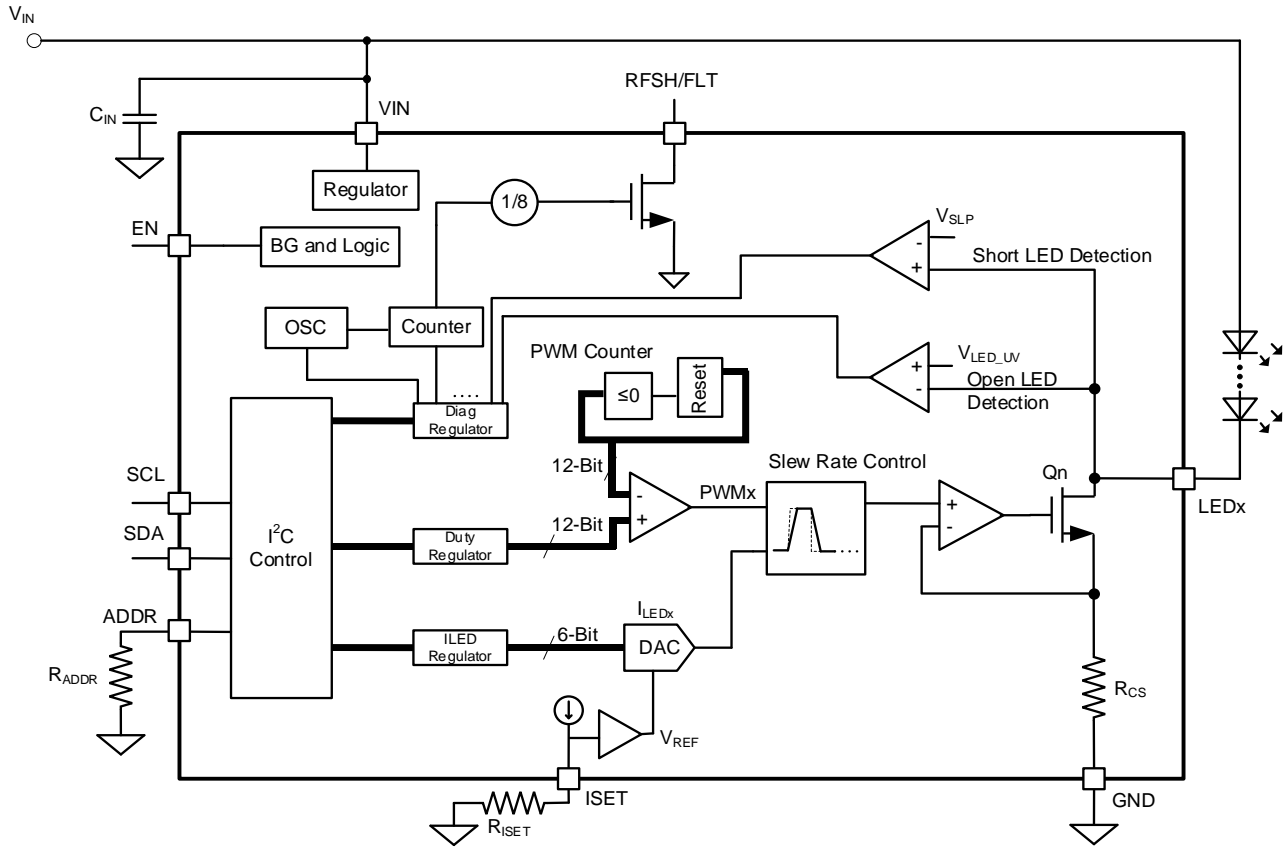 VIN
RFSH/FLT
CIN
VIN
Regulator
1/8
EN
BG and Logic
VSLP
-
+
Short LED Detection
OSC
Counter
PWM Counter
VLED_UV
+
-
Open LED
Detection
≤0
Reset
....
Diag
Regulator
12-Bit
Slew Rate Control
SCL
PWMx
Qn
-
+
+
-
LEDx
SDA
I2C
Control
Duty
Regulator
12-Bit
ADDR
ILEDx
ILED
Regulator
6-Bit
DAC
RADDR
RCS
VREF
ISET
GND
RISET